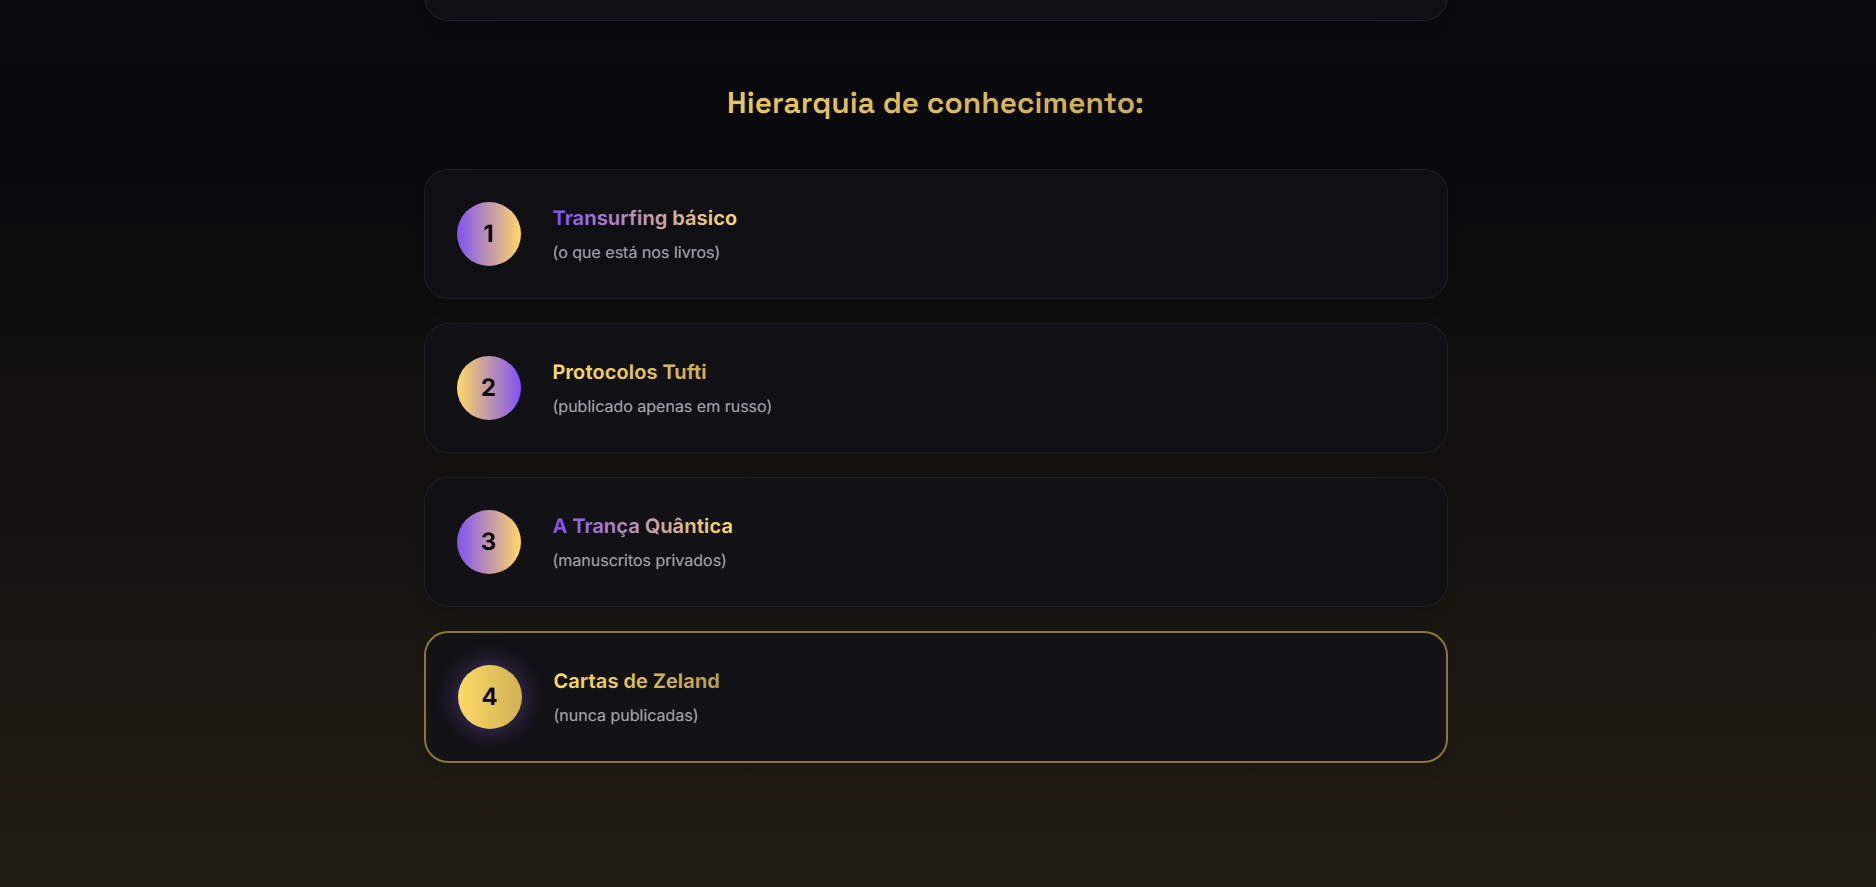 Hierarquia de conhecimento:
1
Transurfing básico
(o que está nos livros)
2
Protocolos Tufti
(publicado apenas em russo)
3
A Trança Quântica
(manuscritos privados)
4
Cartas de Zeland
(nunca publicadas)